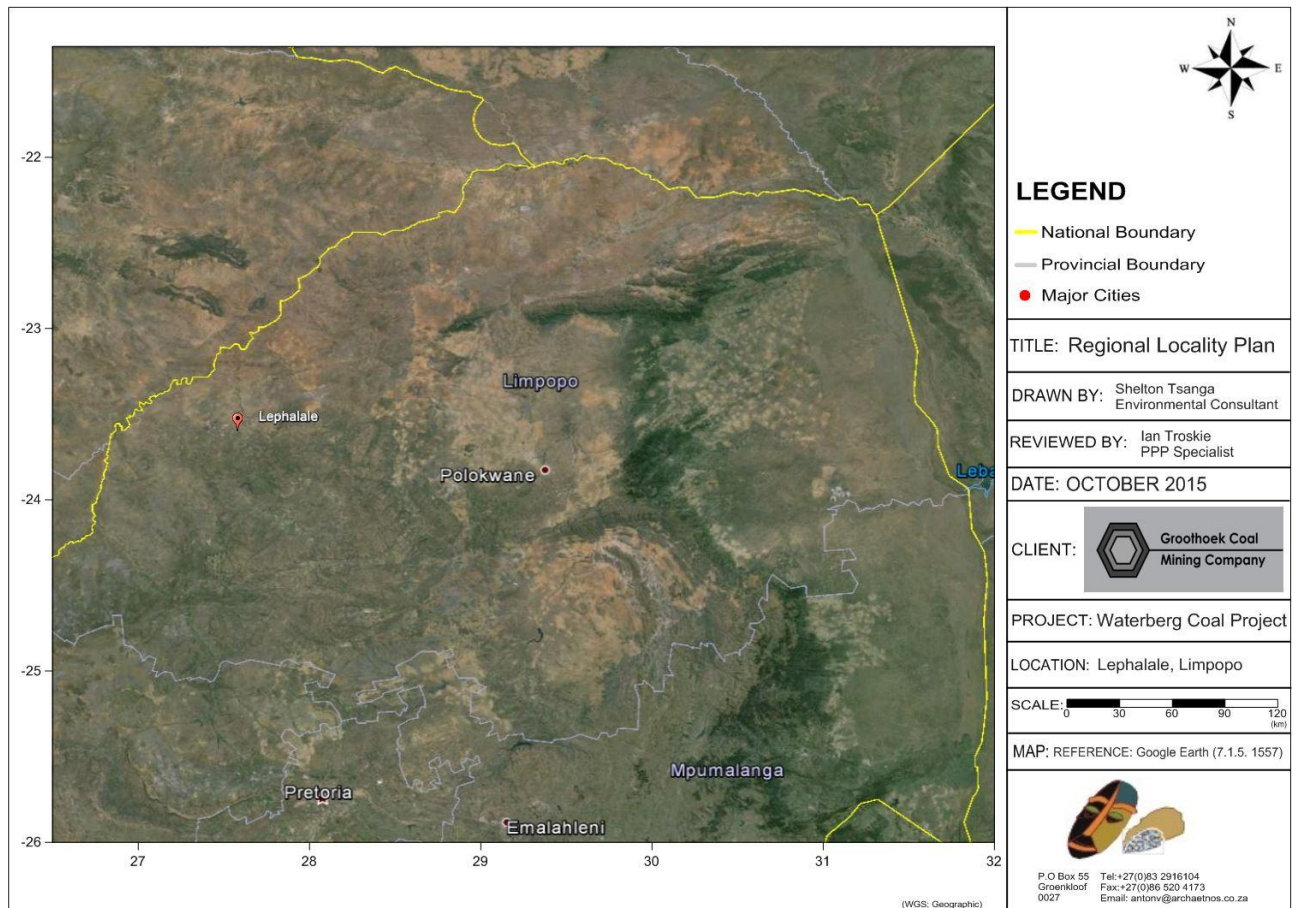 -22
-23
-24
-25
-26
27
28
29
30
31
32
Lephalale
Limpopo
Polokwane
Leba
Mpumalanga
Pretoria
Emalahleni
(WGS; Geographic)
N
W
E
S
LEGEND
National Boundary
Provincial Boundary
Major Cities
TITLE: Regional Locality Plan
DRAWN BY: Shelton Tsanga
Environmental Consultant
REVIEWED BY: Ian Troskie
PPP Specialist
DATE: OCTOBER 2015
CLIENT:
Groothoek Coal
Mining Company
PROJECT: Waterberg Coal Project
LOCATION: Lephalale, Limpopo
SCALE: 0 30 60 90 120
(km)
MAP: REFERENCE: Google Earth (7.1.5. 1557)
P.O Box 55 Tel:+27(0)83 2916104
Groenkloof Fax:+27(0)86 520 4173
0027 Email: antonv@archaetnos.co.za